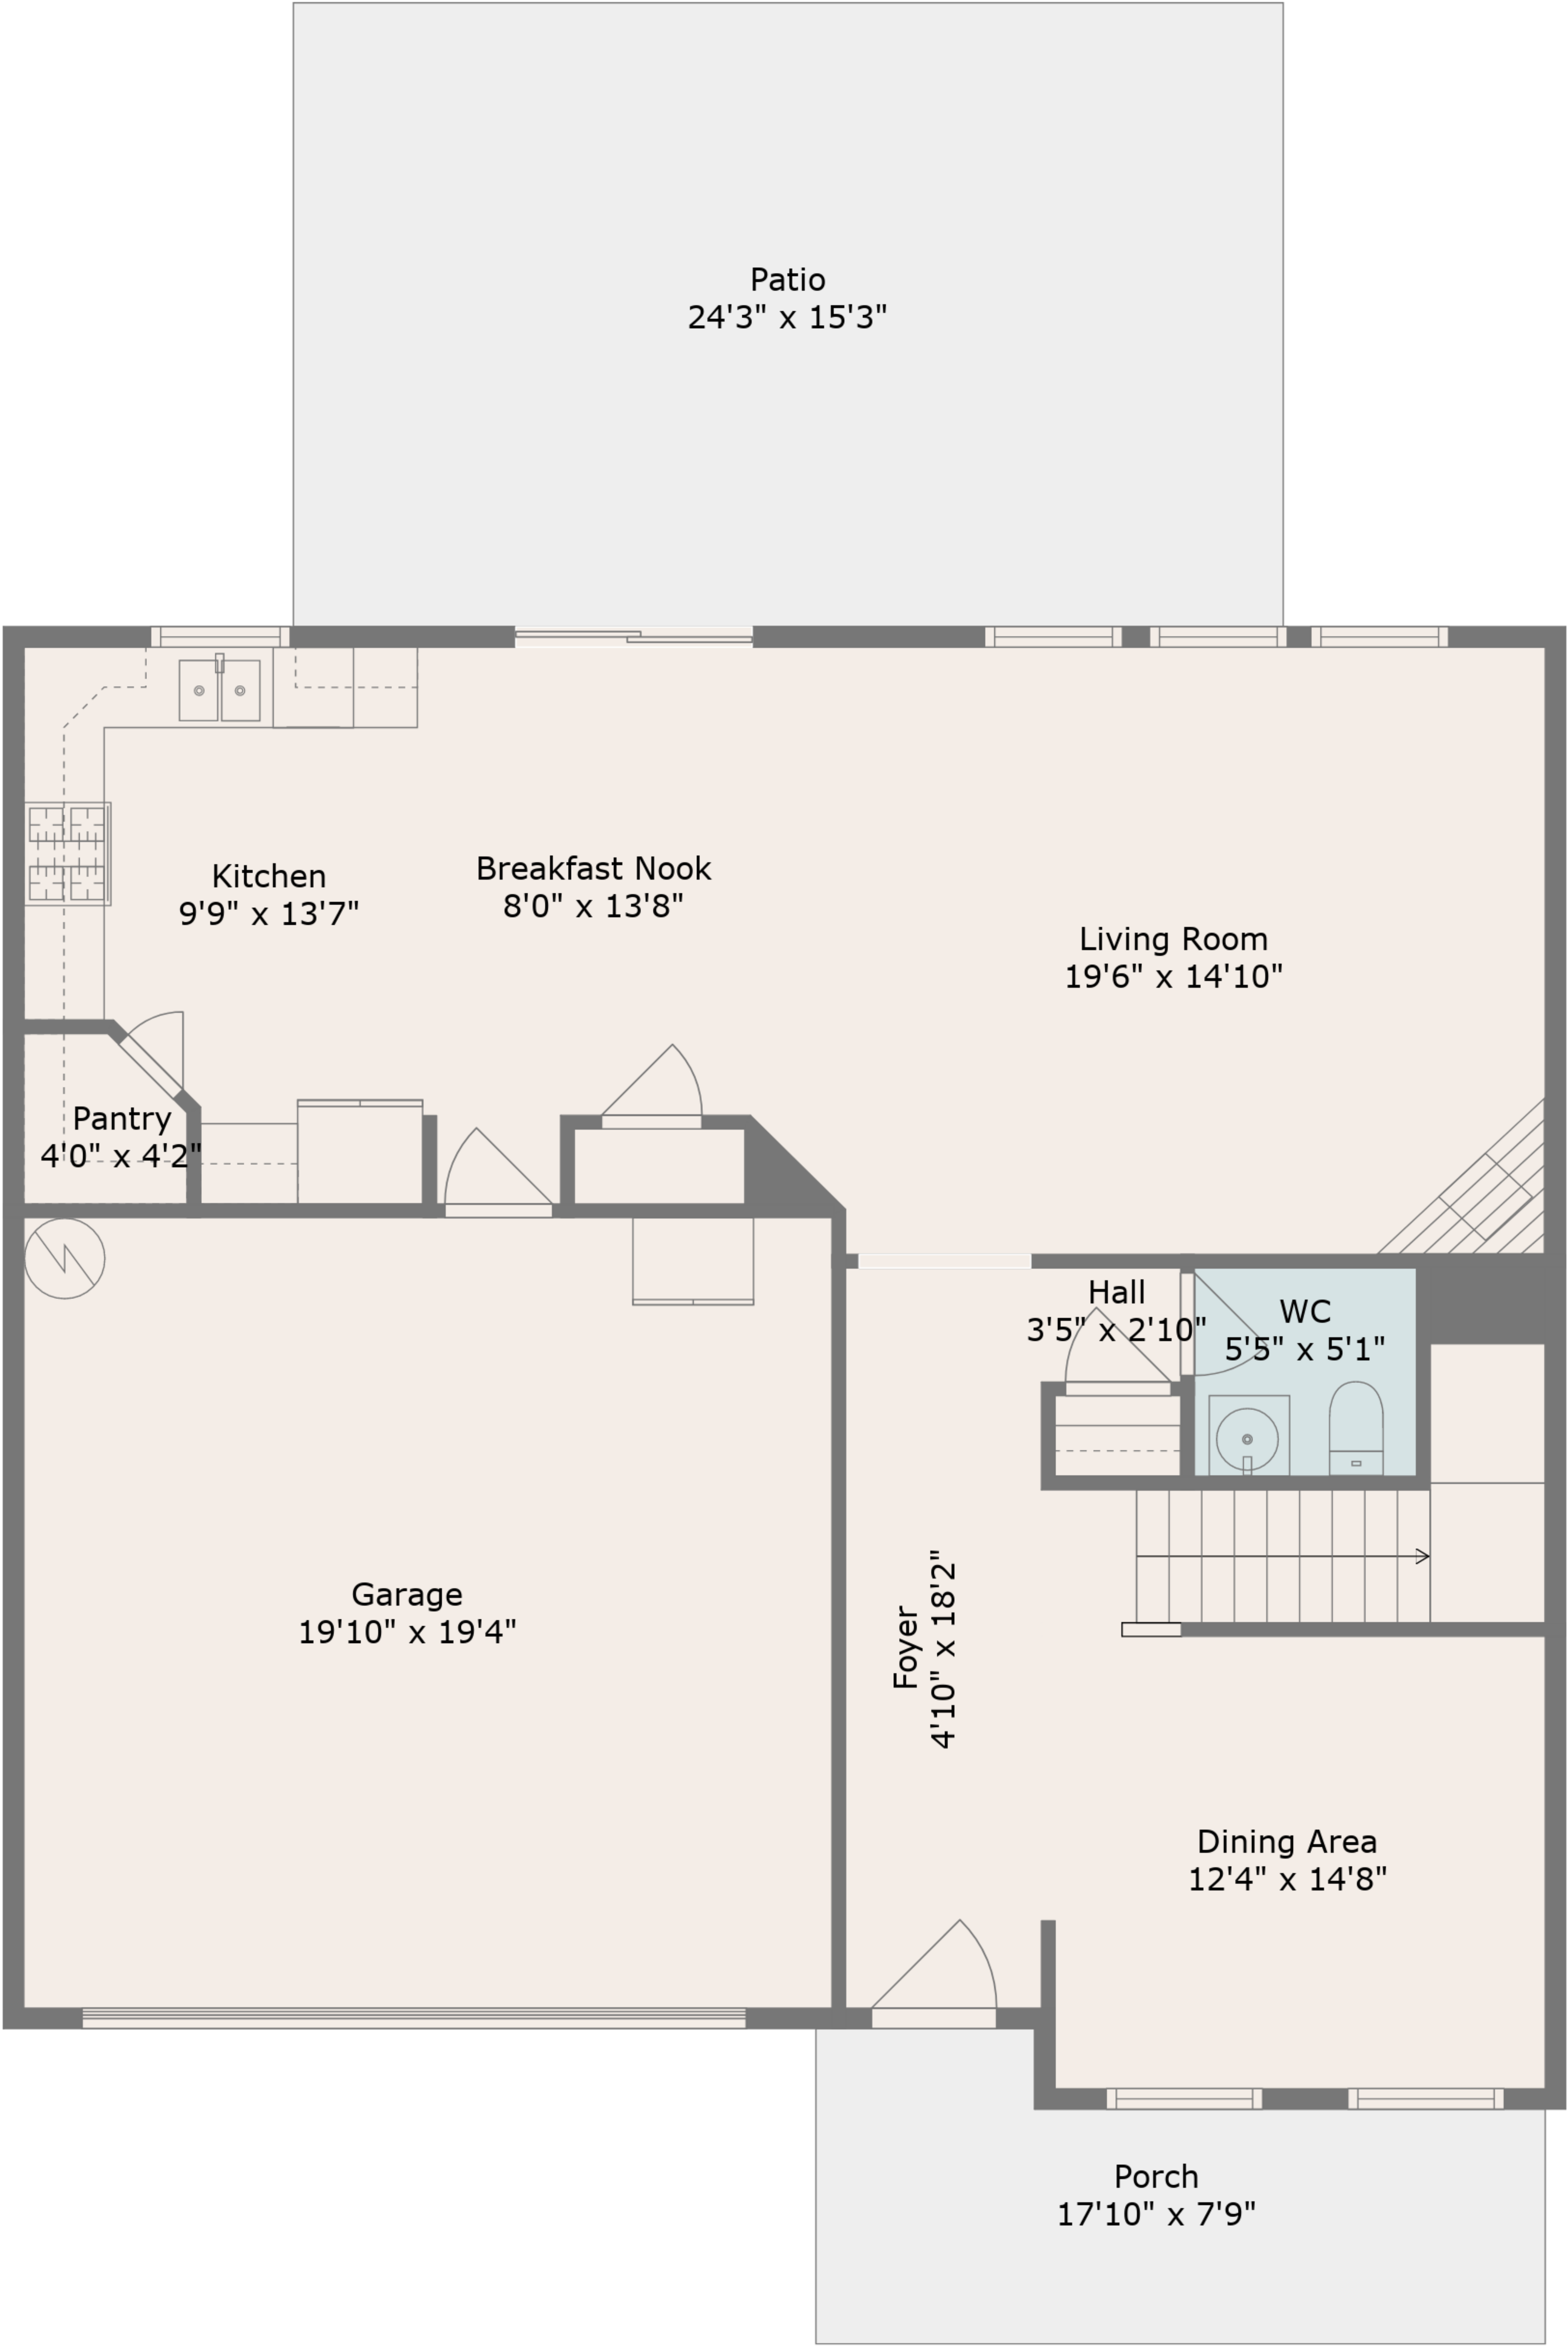 Patio
24'3" x 15'3"
Kitchen
9'9" x 13'7"
Breakfast Nook
8'0" x 13'8"
Living Room
19'6" x 14'10"
Pantry
4'0" x 4'2"
Hall
3'5" x 2'10"
WC
5'5" x 5'1"
Garage
19'10" x 19'4"
Foyer
4'10" x 18'2"
Dining Area
12'4" x 14'8"
Porch
17'10" x 7'9"